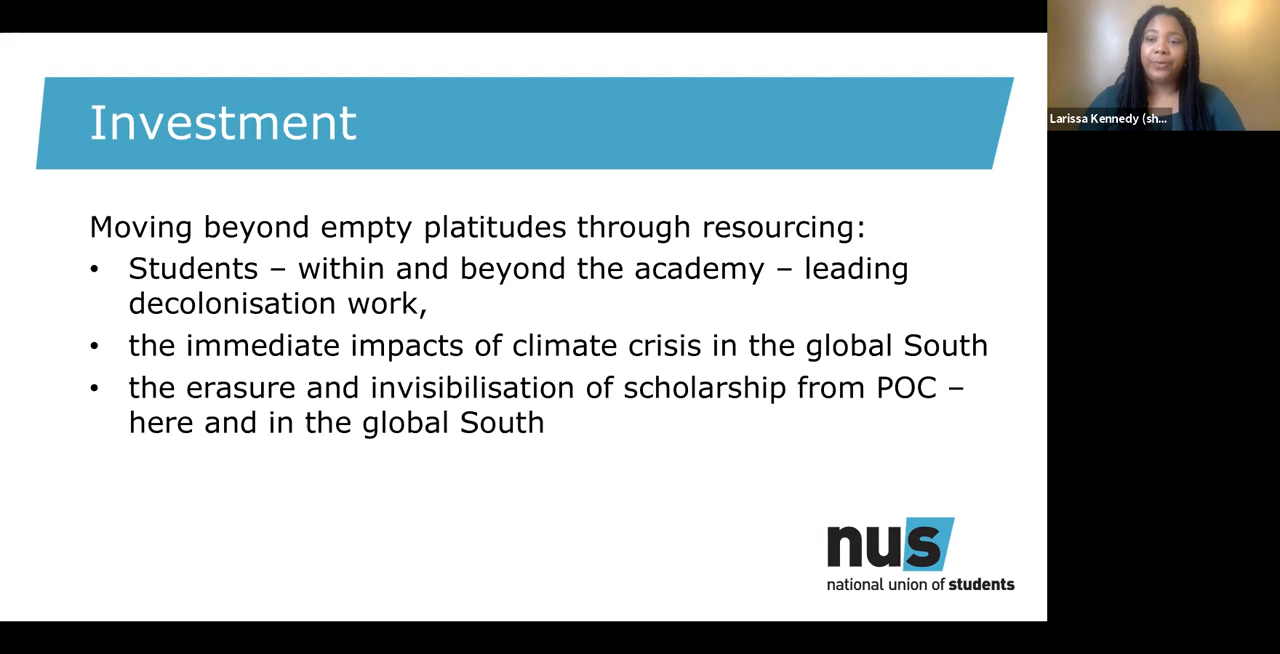 Investment
Moving beyond empty platitudes through resourcing:
• Students – within and beyond the academy – leading
decolonisation work,
• the immediate impacts of climate crisis in the global South
• the erasure and invisibilisation of scholarship from POC –
here and in the global South
nus
national union of students
Larissa Kennedy (sh...